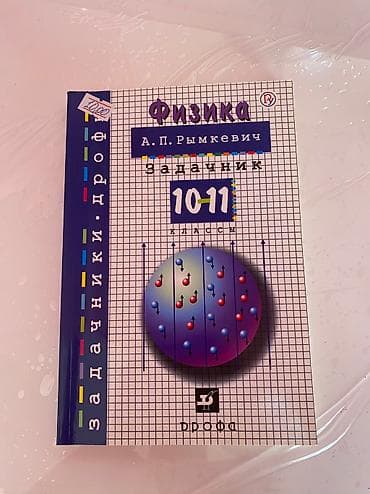 Физика
А.П.Рымкевич
Задачник
10-11
КЛАССЫ
дрофа
задачники·дрофа